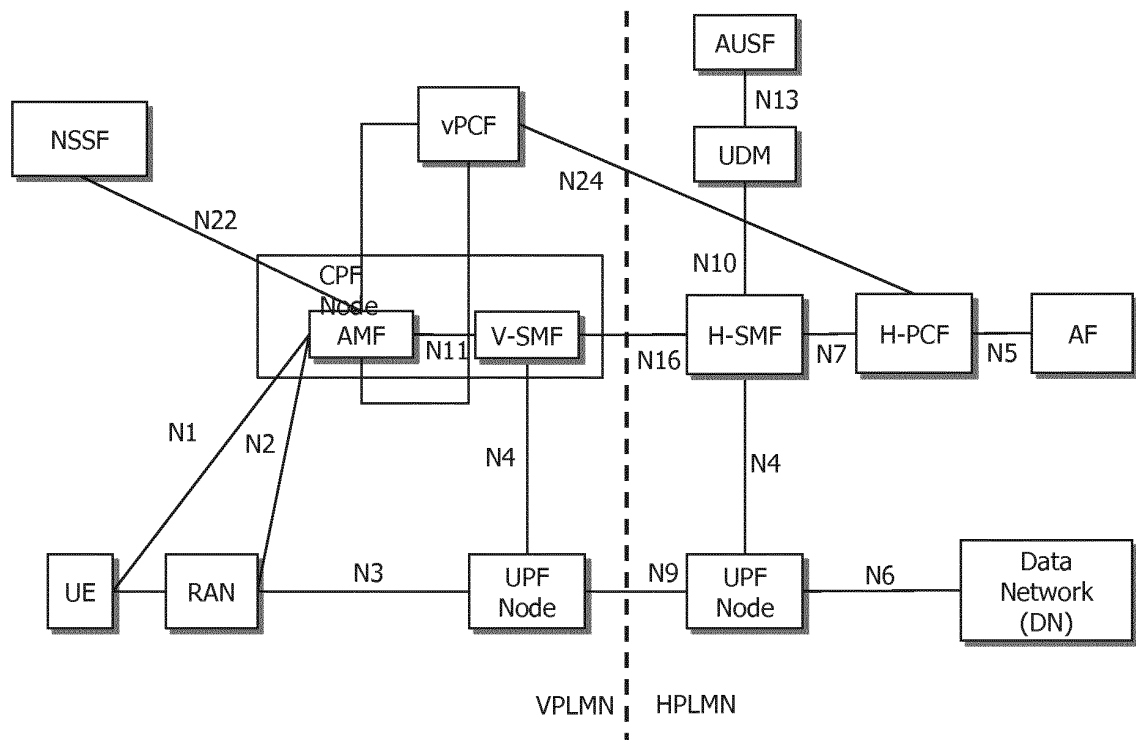 AUSF
N13
NSSF
vPCF
UDM
N24
N22
N10
CPF
Node
AMF
N11
V-SMF
N16
H-SMF
N7
H-PCF
N5
AF
N1
N2
N4
N4
UE
RAN
N3
UPF
Node
N9
UPF
Node
N6
Data
Network
(DN)
VPLMN
HPLMN